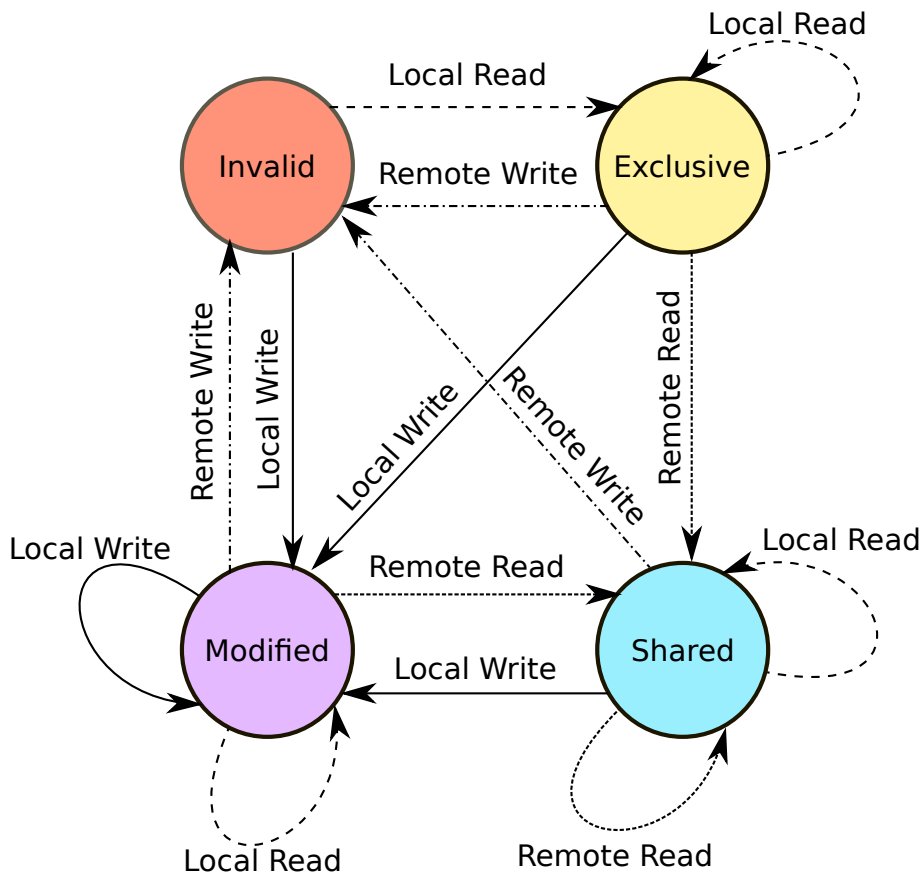 Local Read
Local Read
Invalid
Exclusive
Remote Write
Remote Write
Local Write
Local Write
Remote Write
Remote Read
Local Write
Local Read
Remote Read
Modified
Shared
Local Write
Local Read
Remote Read